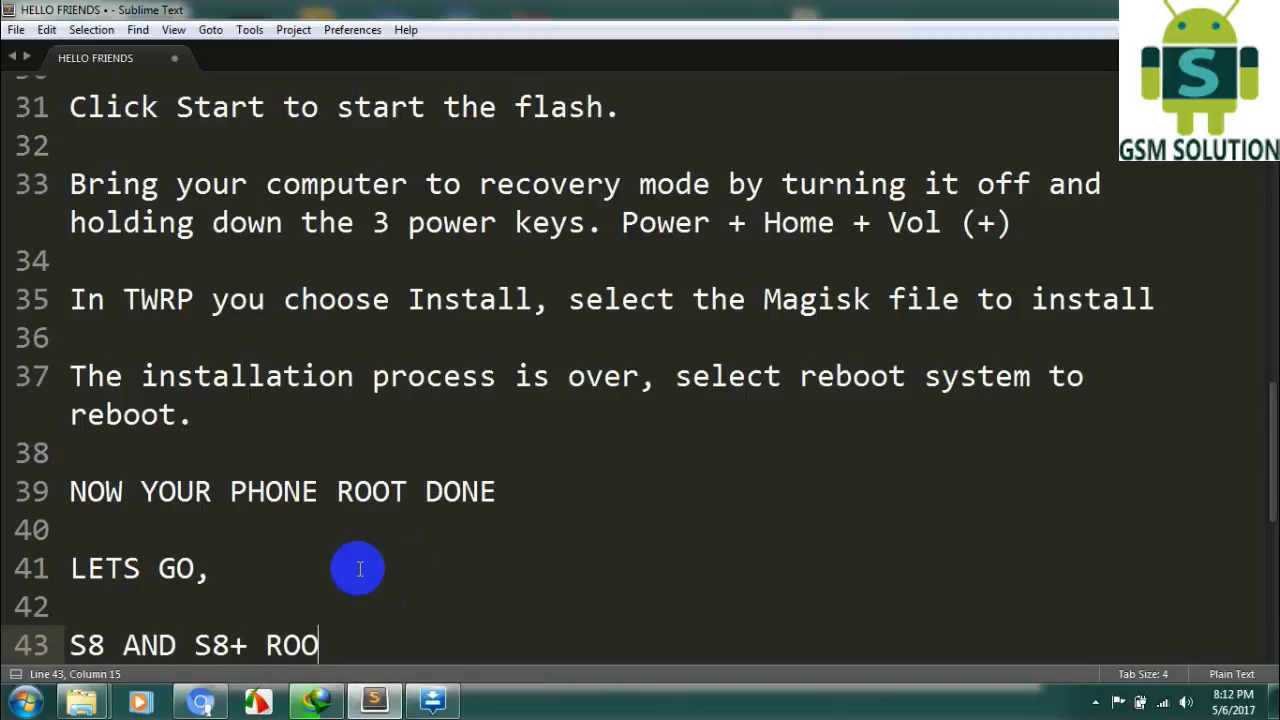 HELLO FRIENDS • - Sublime Text
File Edit Selection Find View Goto Tools Project Preferences Help
HELLO FRIENDS
S
GSM SOLUTION
31 Click Start to start the flash.
32
33 Bring your computer to recovery mode by turning it off and
holding down the 3 power keys. Power + Home + Vol (+)
34
35 In TWRP you choose Install, select the Magisk file to install
36
37 The installation process is over, select reboot system to
reboot.
38
39 NOW YOUR PHONE ROOT DONE
40
41 LETS GO,
42
43 S8 AND S8+ ROO
Line 43, Column 15 Tab Size: 4 Plain Text
S
8:12 PM
5/6/2017